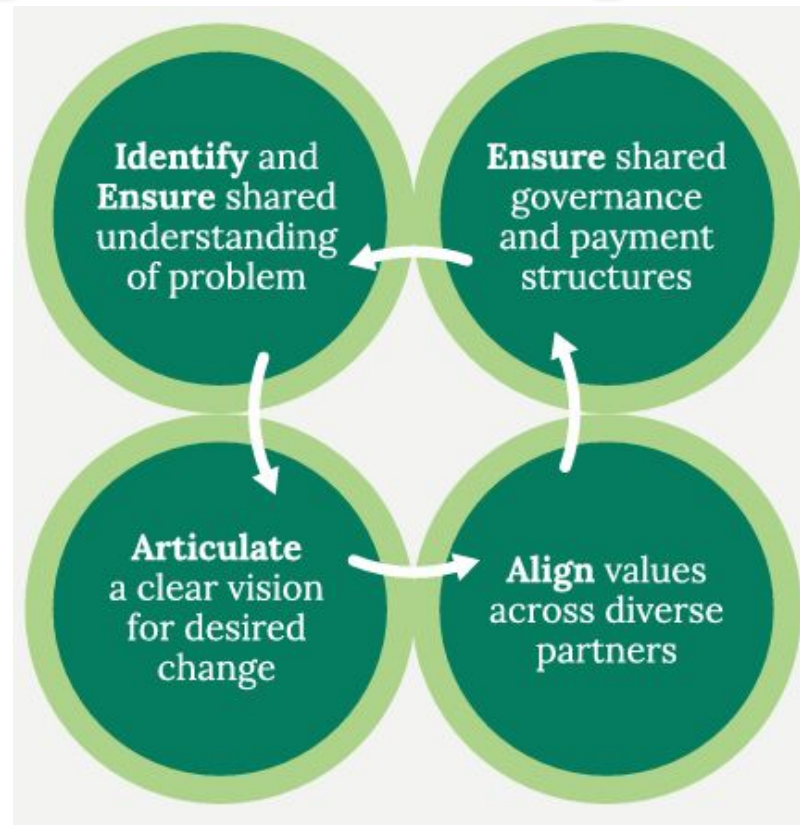 Identify and
Ensure shared
understanding
of problem
Ensure shared
governance
and payment
structures
Articulate
a clear vision
for desired
change
Align values
across diverse
partners